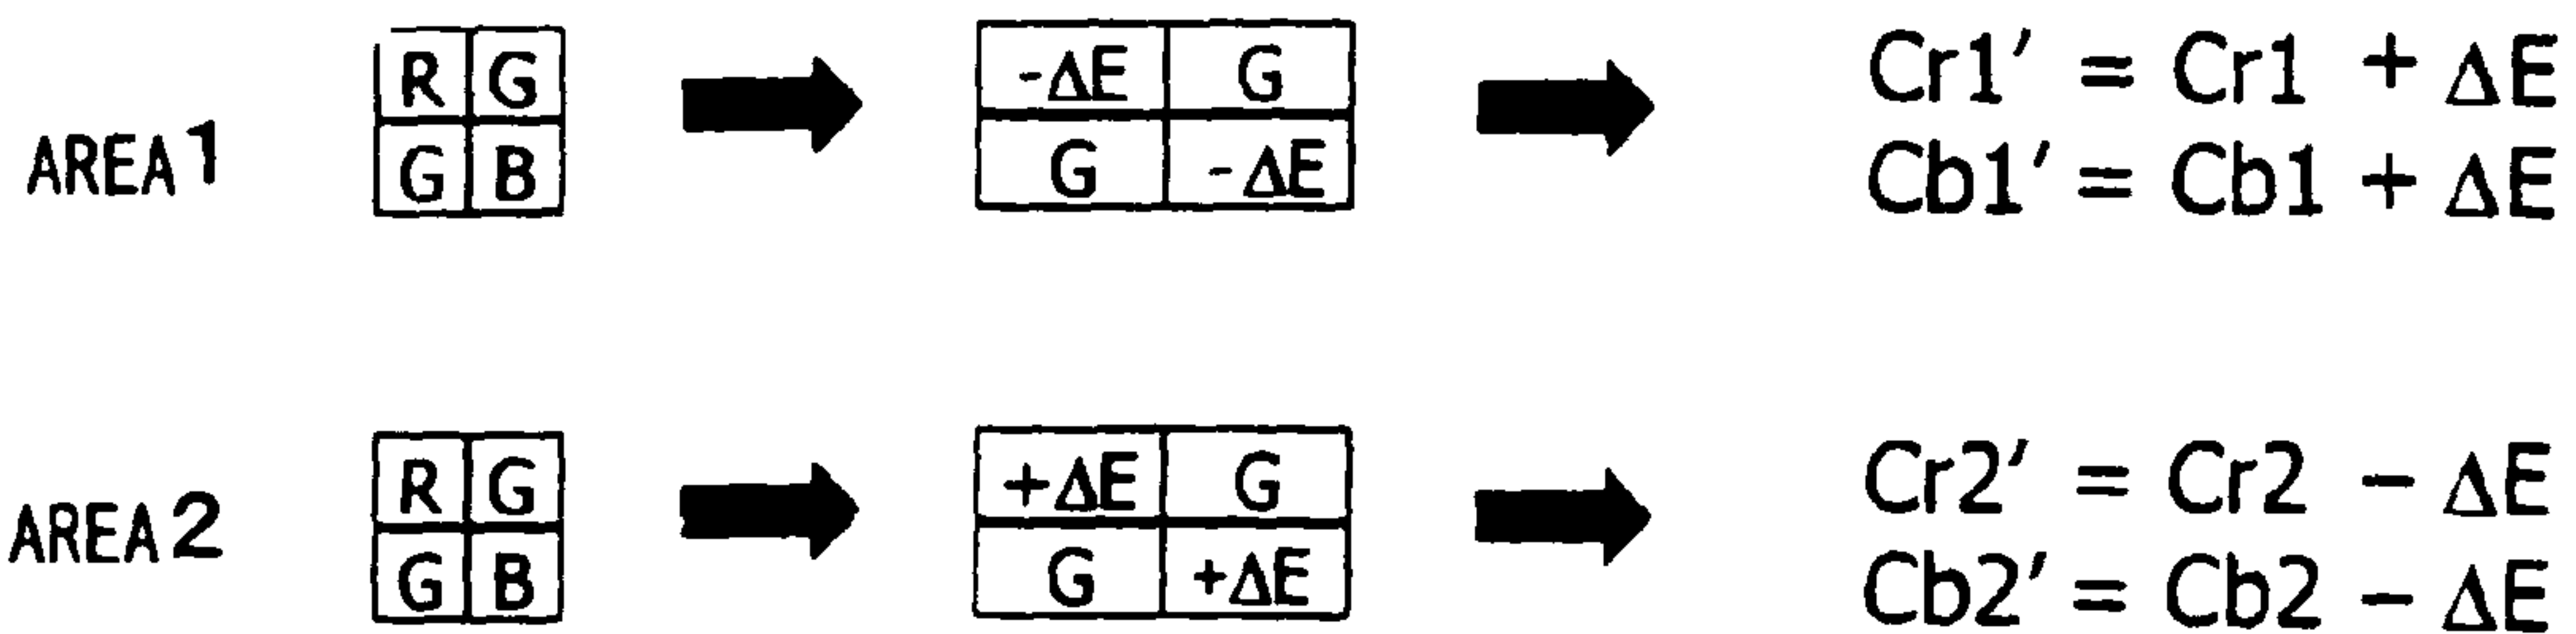 AREA1
R G
G B
-ΔE G
G -ΔE
Cr1' = Cr1 + ΔE
Cb1' = Cb1 + ΔE
AREA2
R G
G B
+ΔE G
G +ΔE
Cr2' = Cr2 - ΔE
Cb2' = Cb2 - ΔE